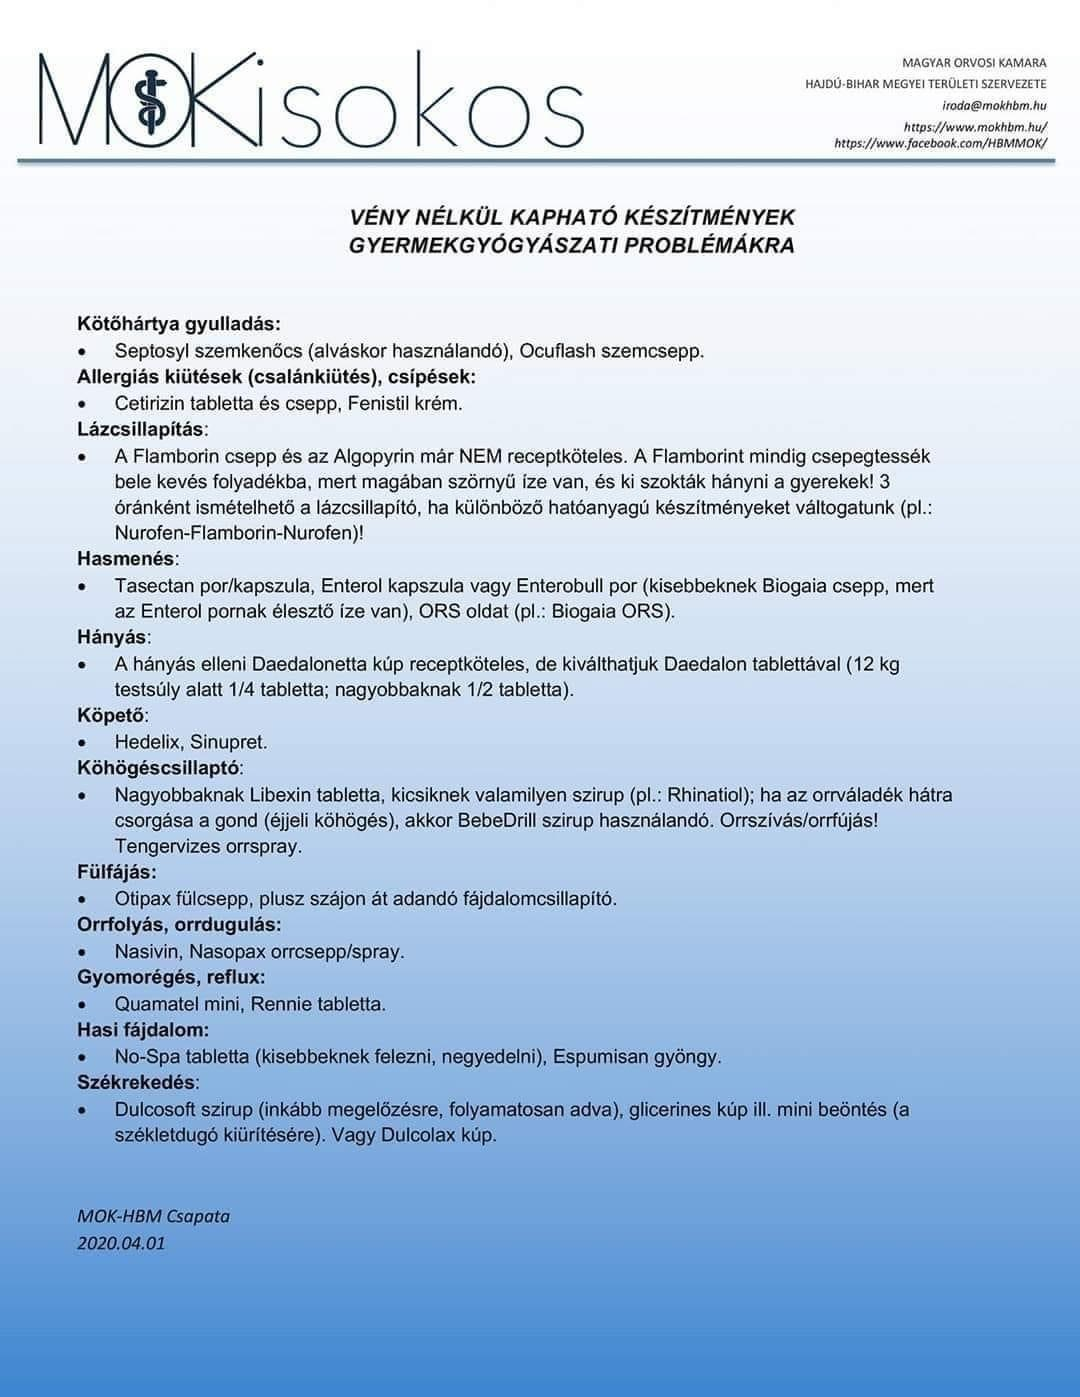 MOKisokos
MAGYAR ORVOSI KAMARA
HAJDÚ-BIHAR MEGYEI TERÜLETI SZERVEZETE
iroda@mokhbm.hu
https://www.mokhbm.hu/
https://www.facebook.com/HBMMOK/
VÉNY NÉLKÜL KAPHATÓ KÉSZÍTMÉNYEK
GYERMEKGYÓGYÁSZATI PROBLÉMÁKRA
Kötőhártya gyulladás:
• Septosyl szemkenőcs (alváskor használandó), Ocuflash szemcsepp.
Allergiás kiütések (csalánkiütés), csípések:
• Cetirizin tabletta és csepp, Fenistil krém.
Lázcsillapítás:
• A Flamborin csepp és az Algopyrin már NEM receptköteles. A Flamborint mindig csepegtessék
bele kevés folyadékba, mert magában szörnyű íze van, és ki szokták hányni a gyerekek! 3
óránként ismételhető a lázcsillapító, ha különböző hatóanyagú készítményeket váltogatunk (pl.:
Nurofen-Flamborin-Nurofen)!
Hasmenés:
• Tasectan por/kapszula, Enterol kapszula vagy Enterobull por (kisebbeknek Biogaia csepp, mert
az Enterol pornak élesztő íze van), ORS oldat (pl.: Biogaia ORS).
Hányás:
• A hányás elleni Daedalonetta kúp receptköteles, de kiválthatjuk Daedalon tablettával (12 kg
testsúly alatt 1/4 tabletta; nagyobbaknak 1/2 tabletta).
Köpető:
• Hedelix, Sinupret.
Köhögéscsillaptó:
• Nagyobbaknak Libexin tabletta, kicsiknek valamilyen szirup (pl.: Rhinatiol); ha az orrváladék hátra
csorgása a gond (éjjeli köhögés), akkor BebeDrill szirup használandó. Orrszívás/orrfújás!
Tengervizes orrspray.
Fülfájás:
• Otipax fülcsepp, plusz szájon át adandó fájdalomcsillapító.
Orrfolyás, orrdugulás:
• Nasivin, Nasopax orrcsepp/spray.
Gyomorégés, reflux:
• Quamatel mini, Rennie tabletta.
Hasi fájdalom:
• No-Spa tabletta (kisebbeknek felezni, negyedelni), Espumisan gyöngy.
Székrekedés:
• Dulcosoft szirup (inkább megelőzésre, folyamatosan adva), glicerines kúp ill. mini beöntés (a
székletdugó kiürítésére). Vagy Dulcolax kúp.
MOK-HBM Csapata
2020.04.01